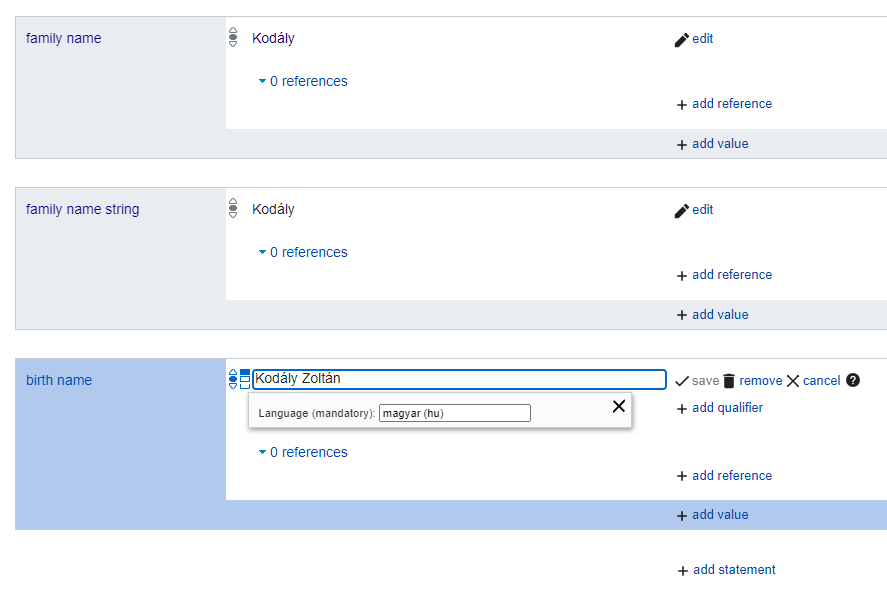 family name
Kodály
edit
0 references
add reference
add value
family name string
Kodály
edit
0 references
add reference
add value
birth name
Kodály Zoltán
save remove cancel ?
add qualifier
Language (mandatory): magyar (hu)
0 references
add reference
add value
add statement